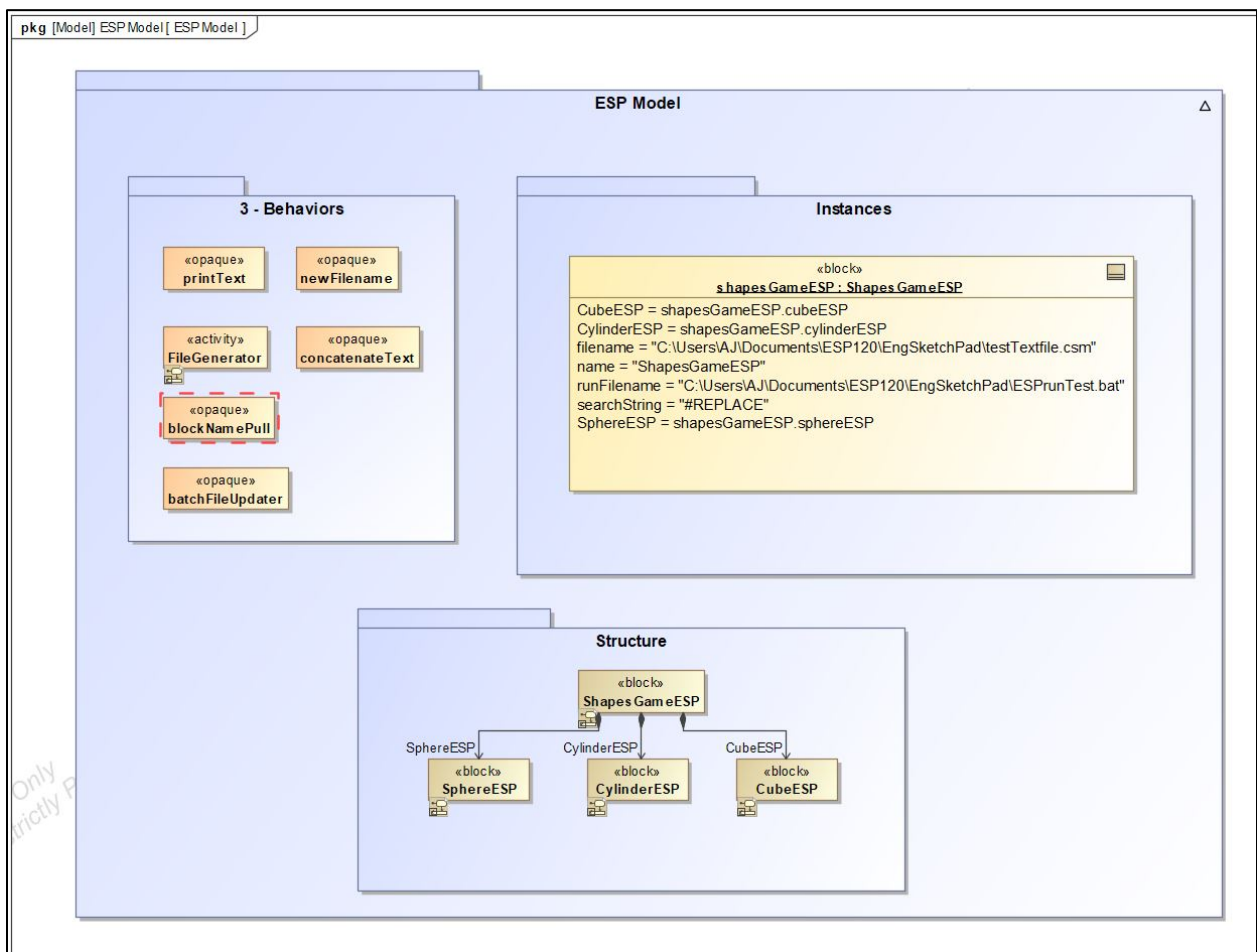 pkg [Model] ESP Model [ ESP Model ]
ESP Model
3 - Behaviors
«opaque»
printText
«opaque»
newFilename
«activity»
FileGenerator
«opaque»
concatenateText
«opaque»
blockNamePull
«opaque»
batchFileUpdater
Instances
«block»
shapesGameESP : ShapesGameESP
CubeESP = shapesGameESP.cubeESP
CylinderESP = shapesGameESP.cylinderESP
filename = "C:\Users\AJ\Documents\ESP120\EngSketchPad\testTextfile.csm"
name = "ShapesGameESP"
runFilename = "C:\Users\AJ\Documents\ESP120\EngSketchPad\ESPrunTest.bat"
searchString = "#REPLACE"
SphereESP = shapesGameESP.sphereESP
Structure
«block»
ShapesGameESP
SphereESP
CylinderESP
CubeESP
«block»
SphereESP
«block»
CylinderESP
«block»
CubeESP
Only